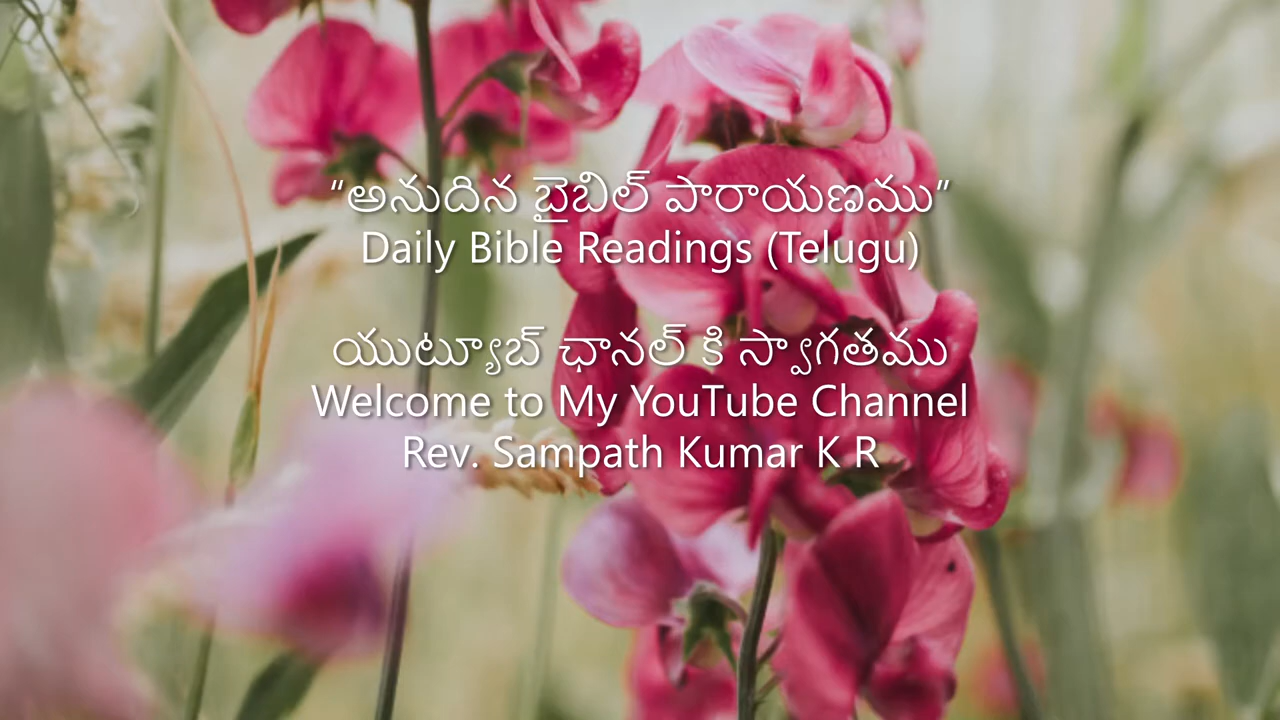 “అనుదిన బైబిల్ పారాయణము”
Daily Bible Readings (Telugu)
యుట్యూబ్ ఛానల్ కి స్వాగతము
Welcome to My YouTube Channel
Rev. Sampath Kumar K R